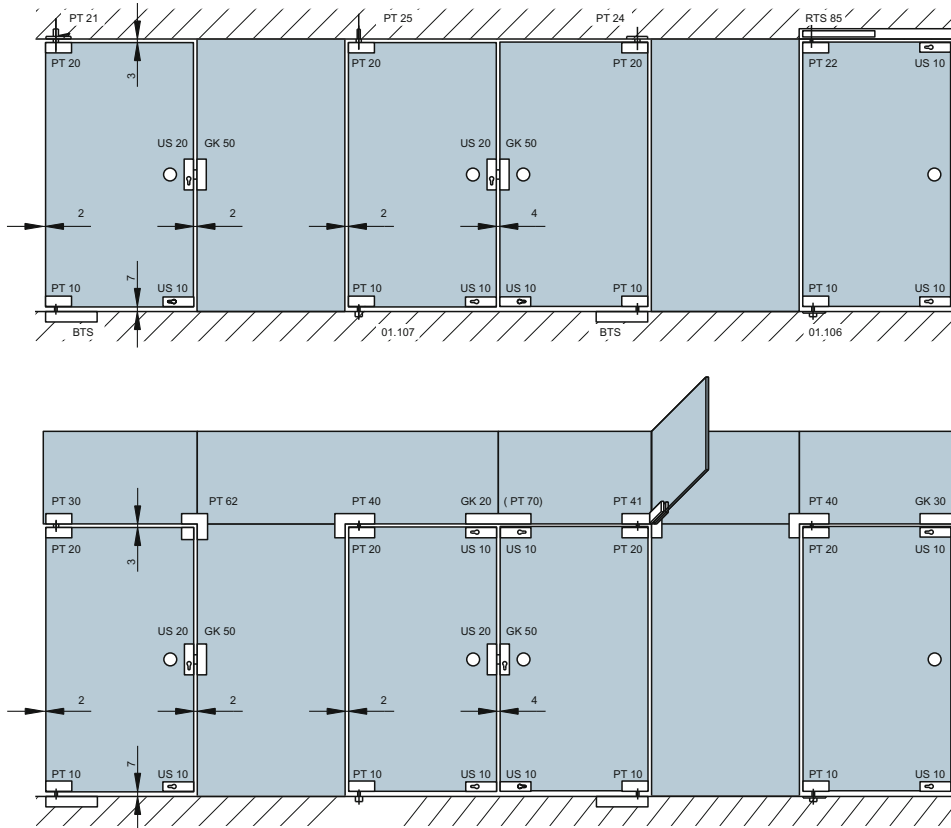 PT 21 PT 25 PT 24 RTS 85
PT 20 PT 20 PT 20 PT 22 US 10
3
US 20 GK 50 US 20 GK 50
2 2 2 4
7
PT 10 US 10 PT 10 US 10 US 10 PT 10 PT 10 US 10
BTS 01.107 BTS 01.106
PT 30 PT 62 PT 40 GK 20 ( PT 70) PT 41 PT 40 GK 30
PT 20 PT 20 US 10 US 10 PT 20 PT 20 US 10
3
US 20 GK 50 US 20 GK 50
2 2 2 4
7
PT 10 US 10 PT 10 US 10 US 10 PT 10 PT 10 US 10